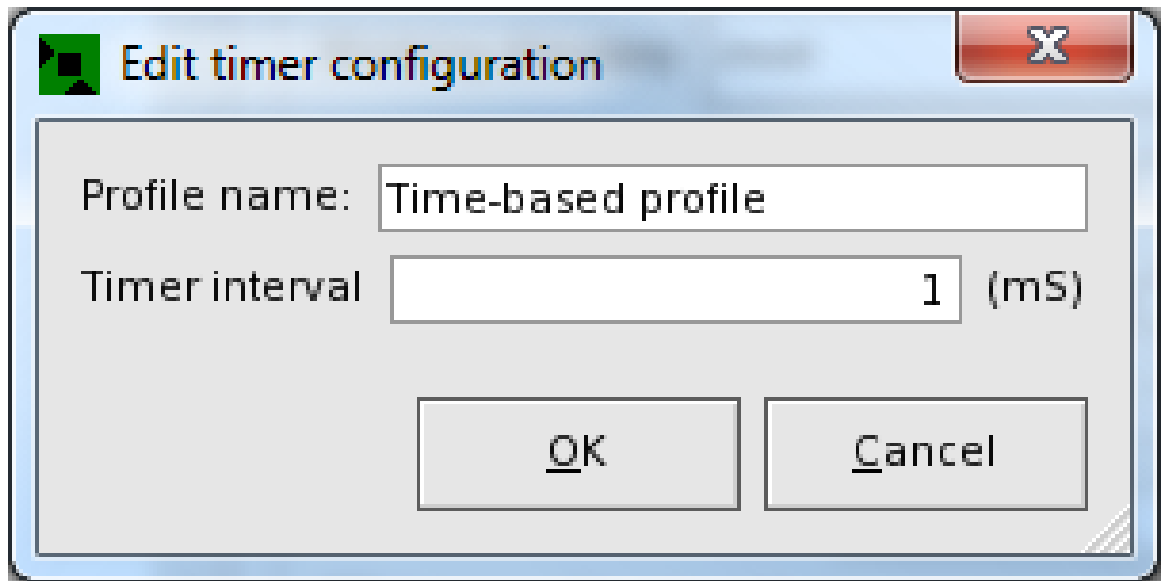 Edit timer configuration
Profile name: Time-based profile
Timer interval 1 (mS)
OK Cancel